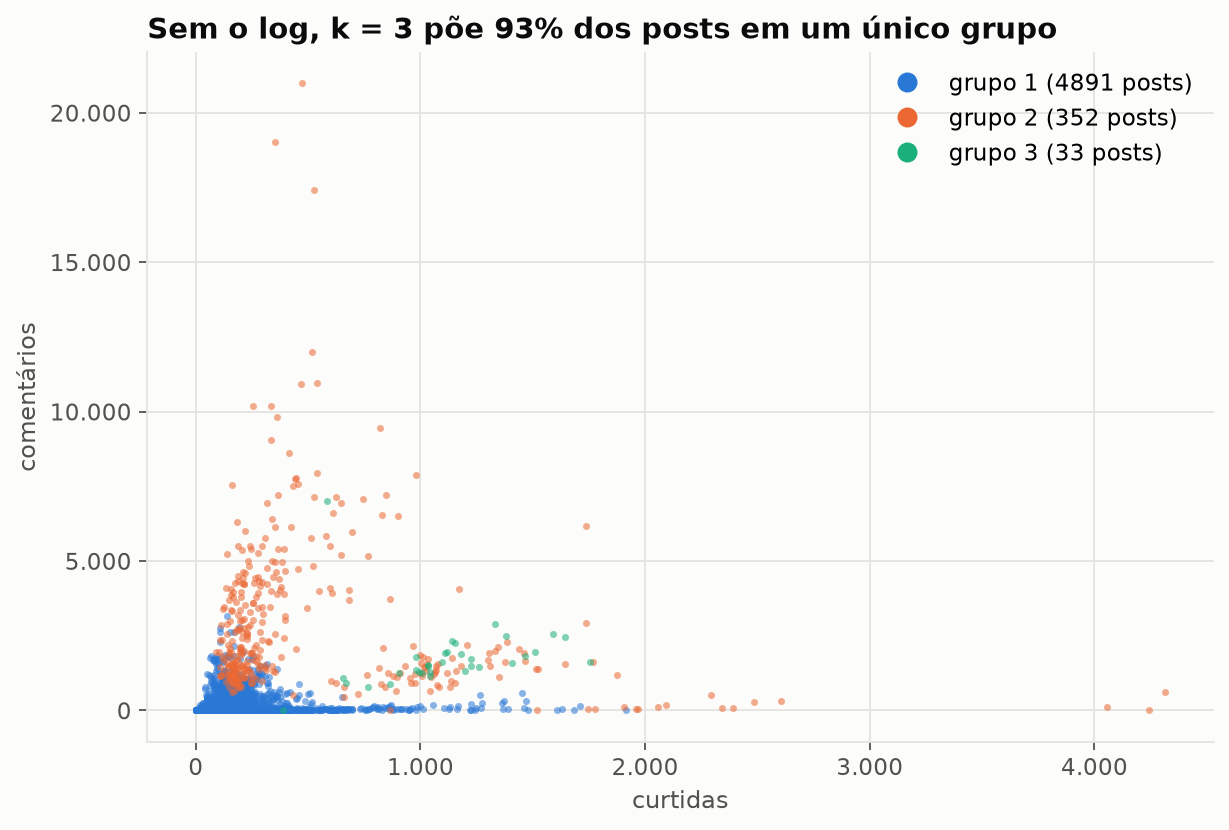 Sem o log, k = 3 põe 93% dos posts em um único grupo
grupo 1 (4891 posts)
grupo 2 (352 posts)
grupo 3 (33 posts)
20.000
15.000
10.000
5.000
0
comentários
0
1.000
2.000
3.000
4.000
curtidas